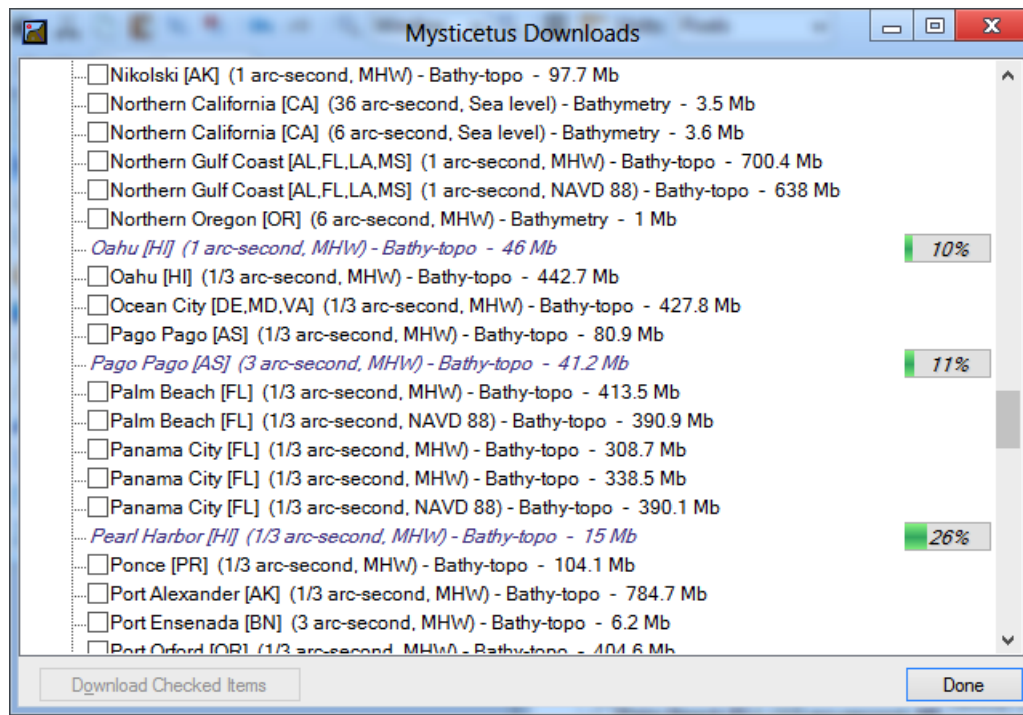 Mysticetus Downloads
Nikolski [AK] (1 arc-second, MHW) - Bathy-topo - 97.7 Mb
Northern California [CA] (36 arc-second, Sea level) - Bathymetry - 3.5 Mb
Northern California [CA] (6 arc-second, Sea level) - Bathymetry - 3.6 Mb
Northern Gulf Coast [AL,FL,LA,MS] (1 arc-second, MHW) - Bathy-topo - 700.4 Mb
Northern Gulf Coast [AL,FL,LA,MS] (1 arc-second, NAVD 88) - Bathy-topo - 638 Mb
Northern Oregon [OR] (6 arc-second, MHW) - Bathymetry - 1 Mb
Oahu [HI] (1 arc-second, MHW) - Bathy-topo - 46 Mb 10%
Oahu [HI] (1/3 arc-second, MHW) - Bathy-topo - 442.7 Mb
Ocean City [DE,MD,VA] (1/3 arc-second, MHW) - Bathy-topo - 427.8 Mb
Pago Pago [AS] (1/3 arc-second, MHW) - Bathy-topo - 80.9 Mb
Pago Pago [AS] (3 arc-second, MHW) - Bathy-topo - 41.2 Mb 11%
Palm Beach [FL] (1/3 arc-second, MHW) - Bathy-topo - 413.5 Mb
Palm Beach [FL] (1/3 arc-second, NAVD 88) - Bathy-topo - 390.9 Mb
Panama City [FL] (1/3 arc-second, MHW) - Bathy-topo - 308.7 Mb
Panama City [FL] (1/3 arc-second, MHW) - Bathy-topo - 338.5 Mb
Panama City [FL] (1/3 arc-second, NAVD 88) - Bathy-topo - 390.1 Mb
Pearl Harbor [HI] (1/3 arc-second, MHW) - Bathy-topo - 15 Mb 26%
Ponce [PR] (1/3 arc-second, MHW) - Bathy-topo - 104.1 Mb
Port Alexander [AK] (1/3 arc-second, MHW) - Bathy-topo - 784.7 Mb
Port Ensenada [BN] (3 arc-second, MHW) - Bathy-topo - 6.2 Mb
Port Orford [OR] (1/3 arc-second, MHW) - Bathy-topo - 404.6 Mb
Download Checked Items
Done